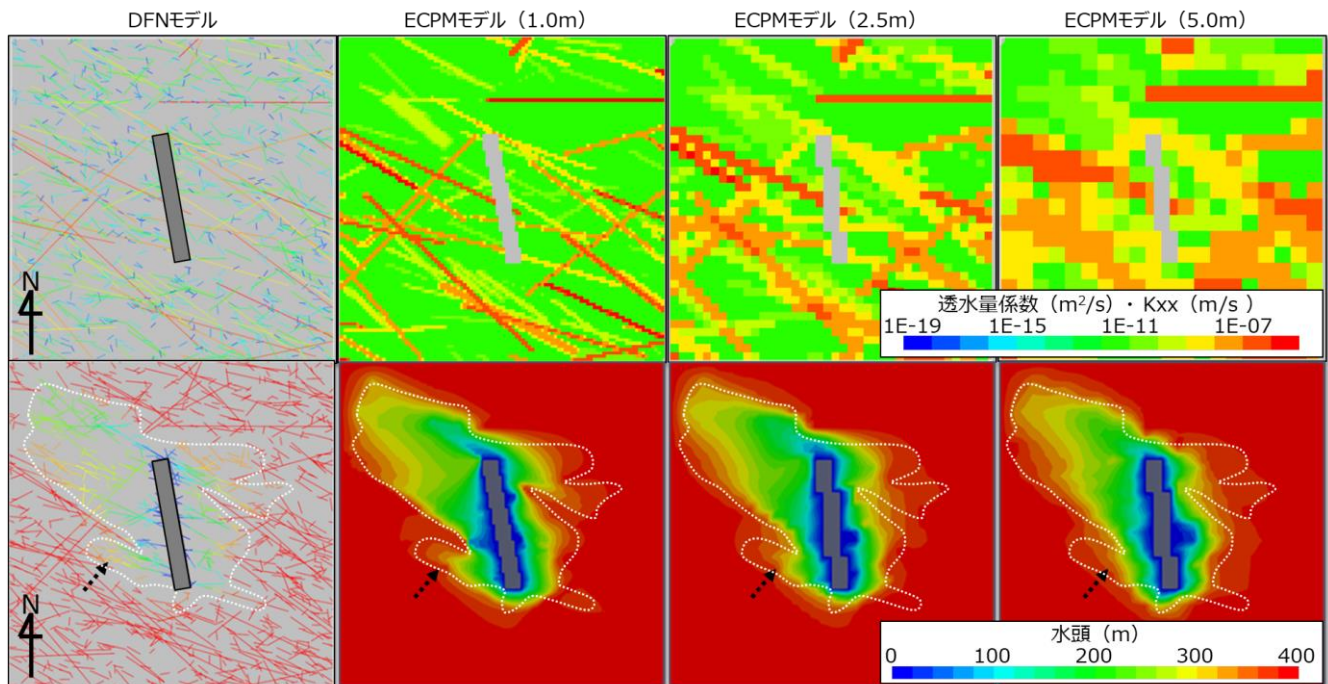 DFNモデル
ECPMモデル（1.0m）
ECPMモデル（2.5m）
ECPMモデル（5.0m）
N
透水量係数（m²/s）・Kxx（m/s ）
1E-19 1E-15 1E-11 1E-07
N
水頭（m）
0 100 200 300 400